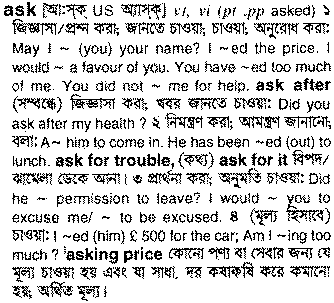 ask [আ:স্ক্ US অ্যাস্ক্] vt, vi (pt .pp asked) ১
জিজ্ঞাসা/প্রশ্ন করা; জানতে চাওয়া; চাওয়া; অনুরোধ করা:
May I ~ (you) your name? I ~ed the price. I
would ~ a favour of you. You have ~ed too much
of me. You did not ~ me for help. ask after
(সম্বন্ধে) জিজ্ঞাসা করা; খবর জানতে চাওয়া: Did you
ask after my health ? ২ নিমন্ত্রণ করা; আমন্ত্রণ জানানো;
বলা: A~ him to come in. He has been ~ed (out) to
lunch. ask for trouble, (কথ্য) ask for it বিপদ/
ঝামেলা ডেকে আনা। ৩ প্রার্থনা করা; অনুমতি চাওয়া: Did
he ~ permission to leave? I would ~ you to
excuse me/ ~ to be excused. ৪ (মূল্য হিসাবে)
চাওয়া: I ~ed (him) £ 500 for the car; Am I ~ing too
much ? 'asking price কোনো পণ্য বা সেবার জন্য যে
মূল্য চাওয়া হয় এবং যা সাধা. দর কষাকষি করে কমানো
হয়; অর্থিত মূল্য।